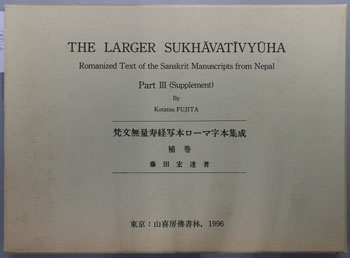 THE LARGER SUKHĀVATĪVYŪHA
Romanized Text of the Sanskrit Manuscripts from Nepal
Part III (Supplement)
By
Kotatsu FUJITA
梵文無量寿経写本ローマ字本集成
補巻
藤田宏達著
東京：山喜房佛書林，1996